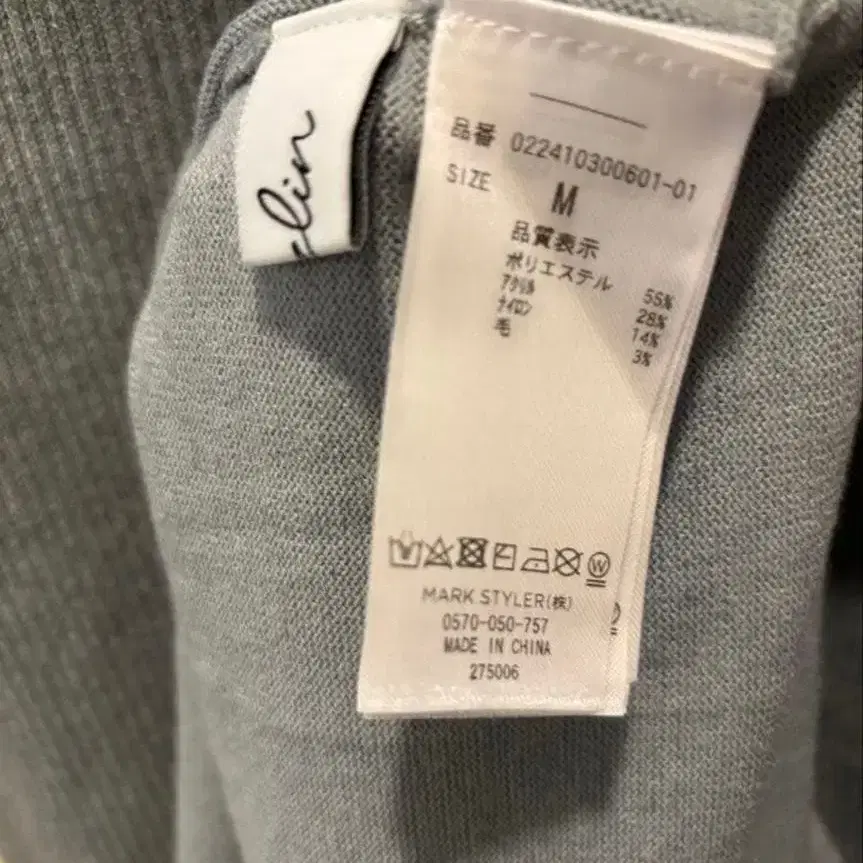 lin
品番 022410300601-01
SIZE M
品質表示
ポリエステル 55%
アクリル 28%
ナイロン 14%
毛 3%
W
MARK STYLER(株)
0570-050-757
MADE IN CHINA
275006